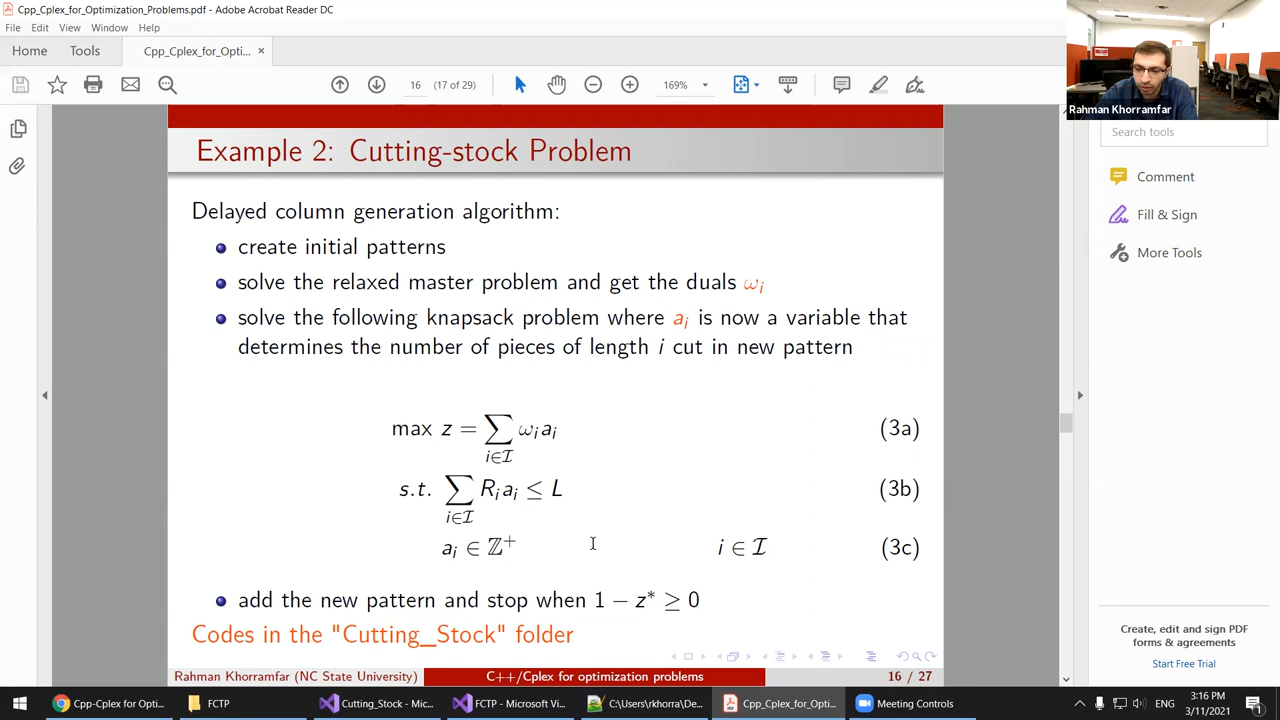 Cpp_Cplex_for_Optimization_Problems.pdf - Adobe Acrobat Reader DC
File Edit View Window Help
Home Tools Cpp_Cplex_for_Opti... ×
16 (17 of 29) 169%
Rahman Khorramfar
Search tools
Comment
Fill & Sign
More Tools
Example 2: Cutting-stock Problem
Delayed column generation algorithm:
create initial patterns
solve the relaxed master problem and get the duals ωᵢ
solve the following knapsack problem where aᵢ is now a variable that
determines the number of pieces of length i cut in new pattern
max z = ∑_{i∈ℐ} ωᵢaᵢ (3a)
s.t. ∑_{i∈ℐ} Rᵢaᵢ ≤ L (3b)
aᵢ ∈ ℤ⁺ i ∈ ℐ (3c)
add the new pattern and stop when 1 − z* ≥ 0
Codes in the "Cutting_Stock" folder
Rahman Khorramfar (NC State University) C++/Cplex for optimization problems 16 / 27
Create, edit and sign PDF
forms & agreements
Start Free Trial
Cpp-Cplex for Optim... FCTP Cutting_Stock - Mic... FCTP - Microsoft Vi... C:\Users\rkhorra\De... Cpp_Cplex_for_Opti... Meeting Controls
ENG 3:16 PM
3/11/2021
1